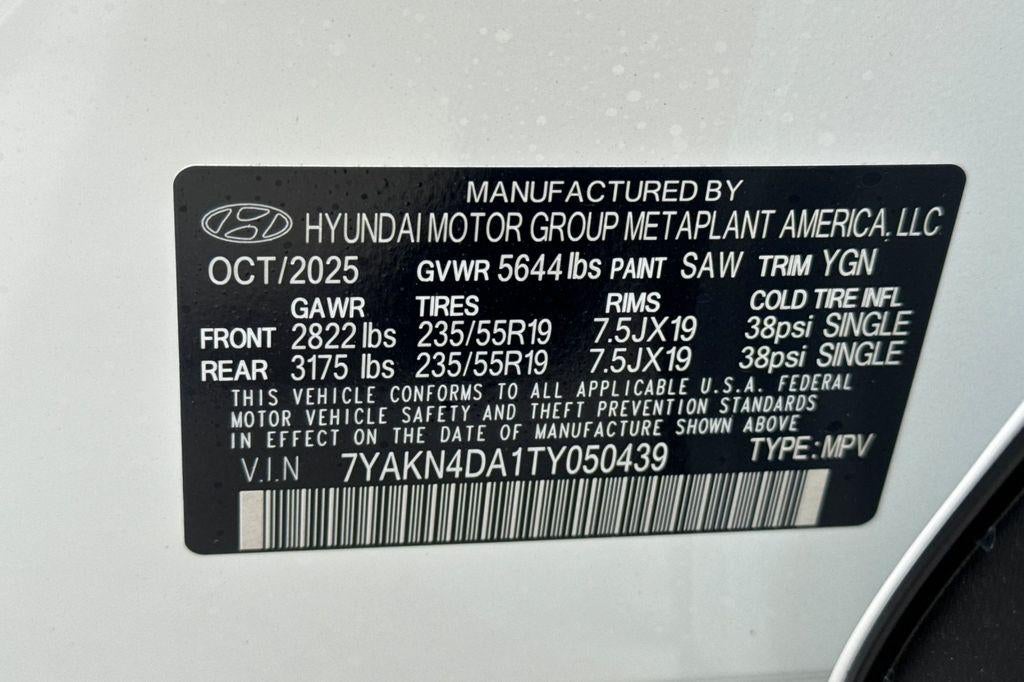 MANUFACTURED BY
HYUNDAI MOTOR GROUP METAPLANT AMERICA, LLC
OCT/2025 GVWR 5644 lbs PAINT SAW TRIM YGN
GAWR TIRES RIMS COLD TIRE INFL
FRONT 2822 lbs 235/55R19 7.5JX19 38psi SINGLE
REAR 3175 lbs 235/55R19 7.5JX19 38psi SINGLE
THIS VEHICLE CONFORMS TO ALL APPLICABLE U.S.A. FEDERAL
MOTOR VEHICLE SAFETY AND THEFT PREVENTION STANDARDS
IN EFFECT ON THE DATE OF MANUFACTURE SHOWN ABOVE
V.I.N 7YAKN4DA1TY050439 TYPE: MPV